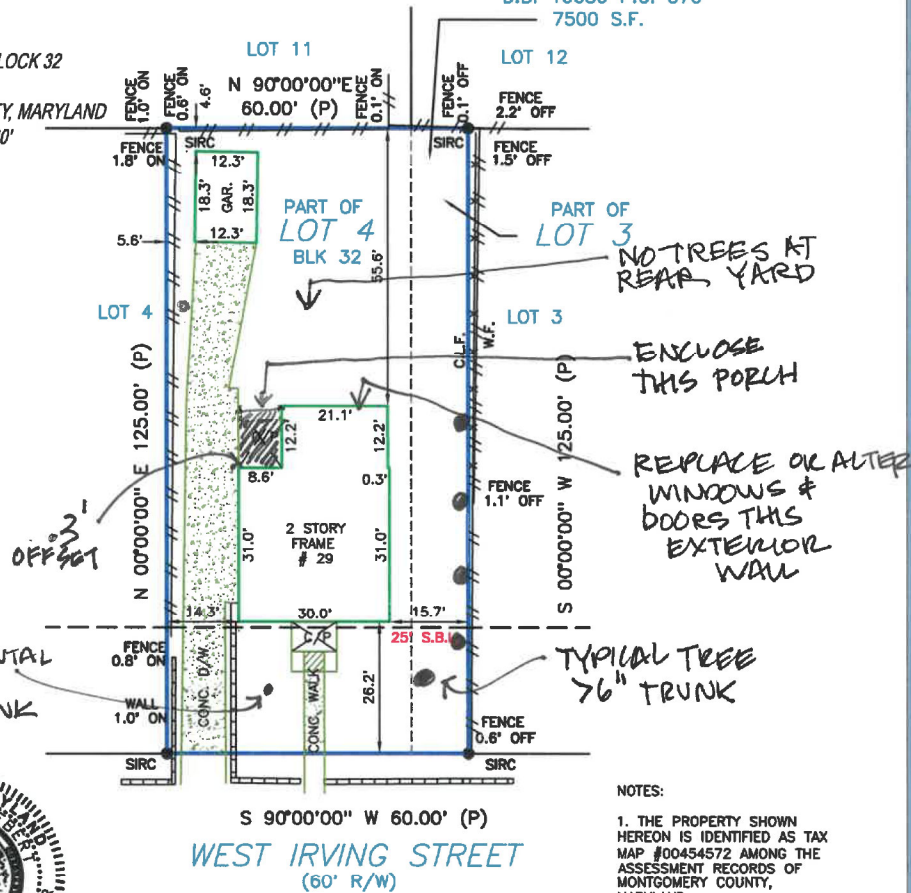 7500 S.F.
LOCK 32
LOT 11
LOT 12
TY, MARYLAND
FENCE
1.0' ON
FENCE
0.6' ON
4.6'
N 90°00'00"E
60.00' (P)
FENCE
0.1' ON
FENCE
0.1' OFF
FENCE
2.2' OFF
FENCE
1.8' ON
SIRC
SIRC
FENCE
1.5' OFF
12.3'
18.3'
GAR.
18.3'
12.3'
5.6'
PART OF
LOT 4
BLK 32
55.6'
PART OF
LOT 3
NO TREES AT
REAR YARD
LOT 4
LOT 3
C.L.F.
W.F.
N 00°00'00" E 125.00' (P)
S 00°00'00" W 125.00' (P)
ENCLOSE
THIS PORCH
21.1'
12.2'
12.2'
8.6'
0.3'
REPLACE OR ALTER
WINDOWS &
DOORS THIS
EXTERIOR
WALL
FENCE
1.1' OFF
.3'
OFFSET
31.0'
2 STORY
FRAME
# 29
31.0'
14.3'
30.0'
15.7'
C/P
25' S.B.L
FENCE
0.8' ON
CONC. D/W
CONC. WALK
26.2'
TYPICAL TREE
>6" TRUNK
WALL
1.0' ON
FENCE
0.6' OFF
SIRC
SIRC
S 90°00'00" W 60.00' (P)
WEST IRVING STREET
(60' R/W)
NOTES:
1. THE PROPERTY SHOWN
HEREON IS IDENTIFIED AS TAX
MAP #00454572 AMONG THE
ASSESSMENT RECORDS OF
MONTGOMERY COUNTY,